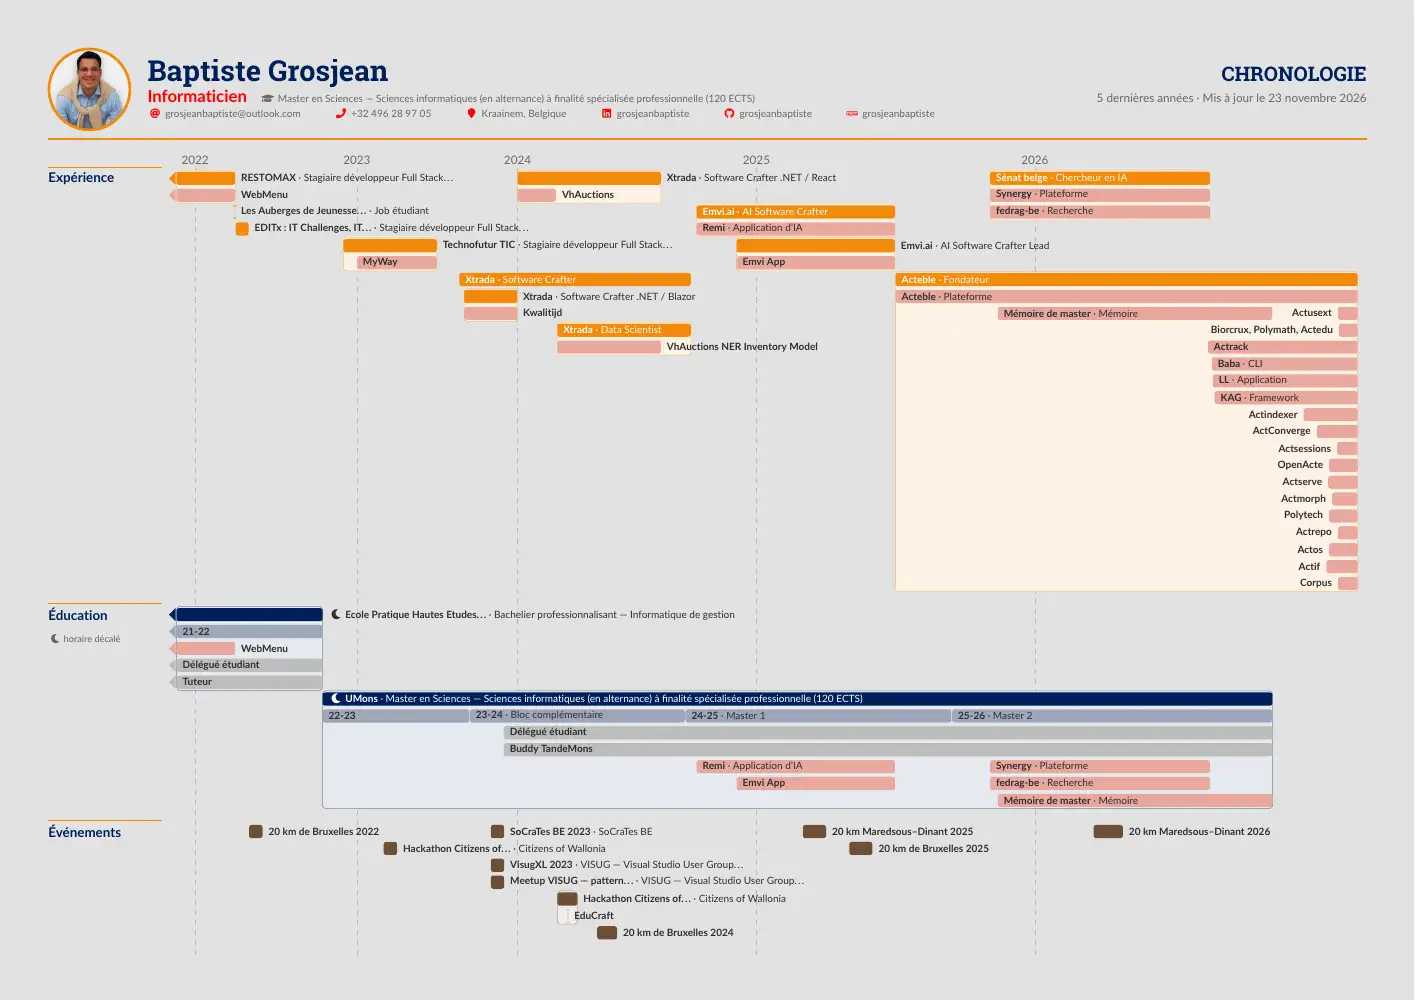 Baptiste Grosjean
CHRONOLOGIE
Informaticien Master en Sciences — Sciences informatiques (en alternance) à finalité spécialisée professionnelle (120 ECTS)
5 dernières années · Mis à jour le 23 novembre 2026
grosjeanbaptiste@outlook.com +32 496 28 97 05 Kraainem, Belgique grosjeanbaptiste grosjeanbaptiste grosjeanbaptiste
2022 2023 2024 2025 2026
Expérience
RESTOMAX · Stagiaire développeur Full Stack…
Xtrada · Software Crafter .NET / React
Sénat belge · Chercheur en IA
WebMenu
VhAuctions
Synergy · Plateforme
Les Auberges de Jeunesse… · Job étudiant
Emvi.ai · AI Software Crafter
fedrag-be · Recherche
EDITx : IT Challenges, IT… · Stagiaire développeur Full Stack…
Remi · Application d'IA
Technofutur TIC · Stagiaire développeur Full Stack…
Emvi.ai · AI Software Crafter Lead
MyWay
Emvi App
Xtrada · Software Crafter
Acteble · Fondateur
Xtrada · Software Crafter .NET / Blazor
Acteble · Plateforme
Kwalitijd
Mémoire de master · Mémoire
Actusext
Xtrada · Data Scientist
Biorcrux, Polymath, Actedu
VhAuctions NER Inventory Model
Actrack
Baba · CLI
LL · Application
KAG · Framework
Actindexer
ActConverge
Actsessions
OpenActe
Actserve
Actmorph
Polytech
Actrepo
Actos
Actif
Corpus
Éducation
Ecole Pratique Hautes Etudes… · Bachelier professionnalisant — Informatique de gestion
horaire décalé
21-22
WebMenu
Délégué étudiant
Tuteur
UMons · Master en Sciences — Sciences informatiques (en alternance) à finalité spécialisée professionnelle (120 ECTS)
22-23 23-24 · Bloc complémentaire 24-25 · Master 1 25-26 · Master 2
Délégué étudiant
Buddy TandeMons
Remi · Application d'IA
Synergy · Plateforme
Emvi App
fedrag-be · Recherche
Mémoire de master · Mémoire
Événements
20 km de Bruxelles 2022
SoCraTes BE 2023 · SoCraTes BE
20 km Maredsous–Dinant 2025
20 km Maredsous–Dinant 2026
Hackathon Citizens of… · Citizens of Wallonia
20 km de Bruxelles 2025
VisugXL 2023 · VISUG — Visual Studio User Group…
Meetup VISUG — pattern… · VISUG — Visual Studio User Group…
Hackathon Citizens of… · Citizens of Wallonia
EduCraft
20 km de Bruxelles 2024